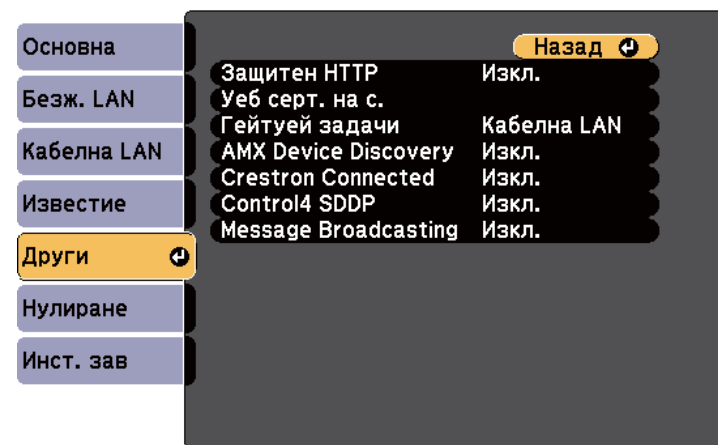 Основна
Безж. LAN
Кабелна LAN
Известие
Други
Нулиране
Инст. зав
Назад
Защитен HTTP Изкл.
Уеб серт. на с.
Гейтуей задачи Кабелна LAN
AMX Device Discovery Изкл.
Crestron Connected Изкл.
Control4 SDDP Изкл.
Message Broadcasting Изкл.